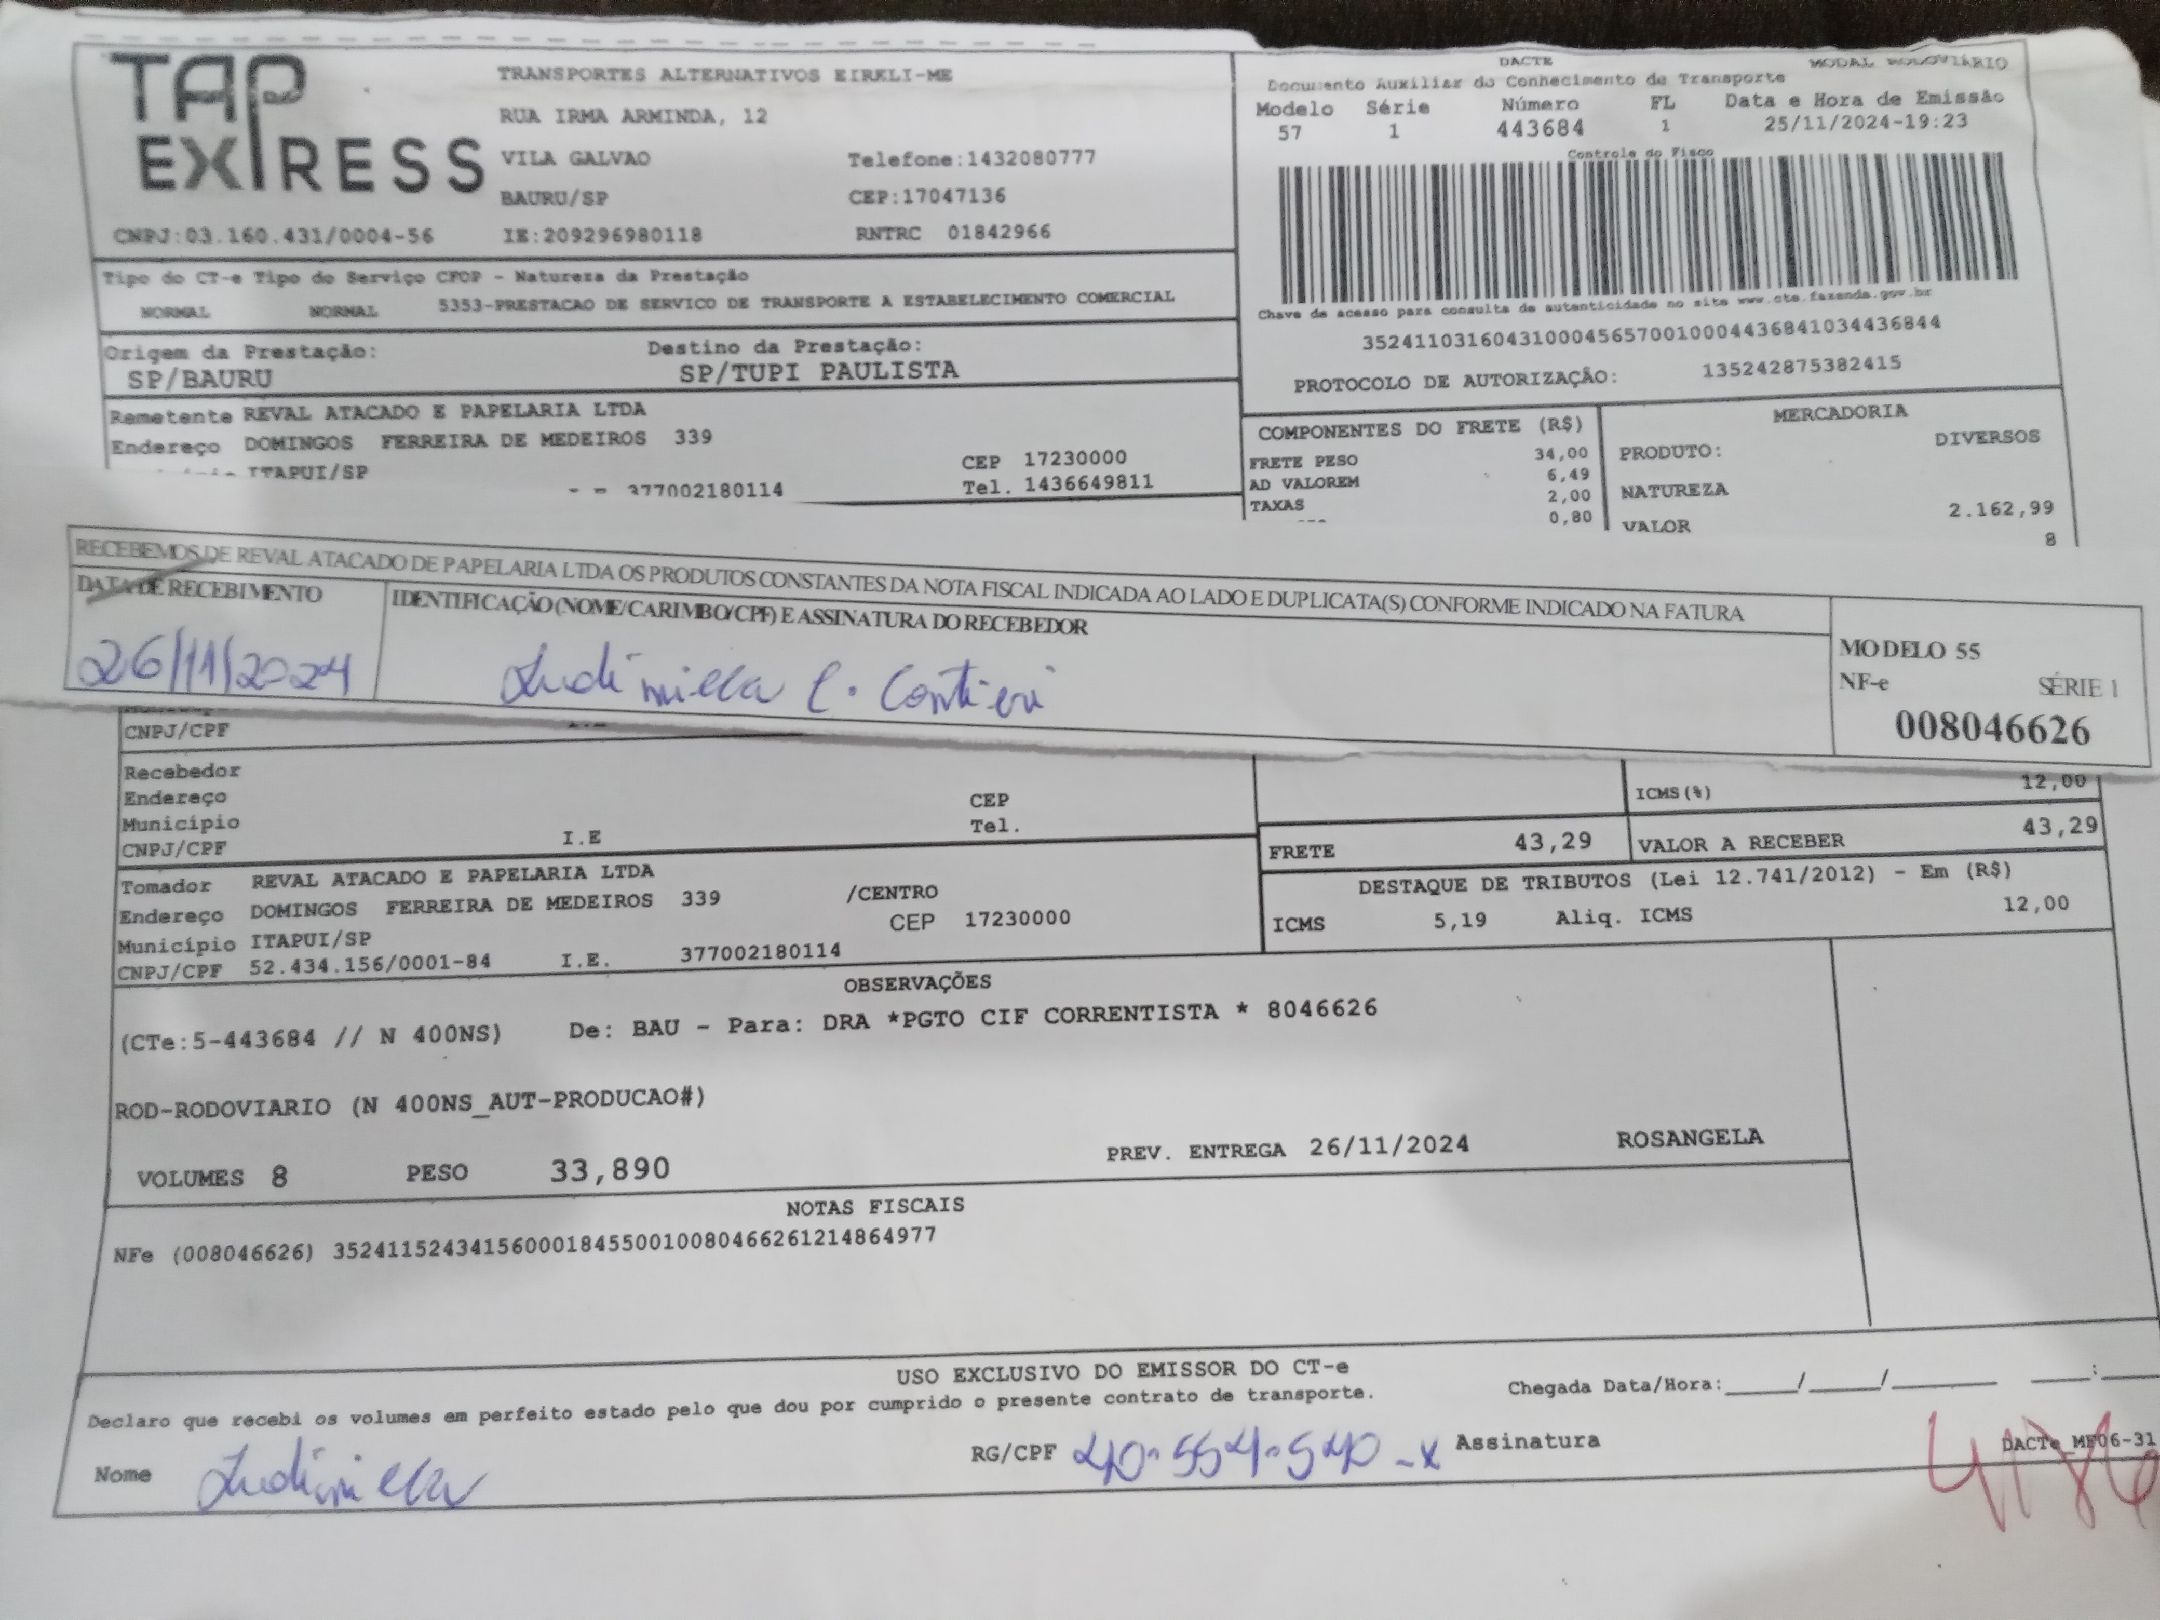 TAP EXPRESS
TRANSPORTES ALTERNATIVOS EIRELI-ME
RUA IRMA ARMINDA, 12
VILA GALVAO Telefone:1432080777
BAURU/SP CEP:17047136
CNPJ:03.160.431/0004-56 IE:209296980118 RNTRC 01842966
DACTE MODAL RODOVIÁRIO
Documento Auxiliar do Conhecimento de Transporte
Modelo Série Número FL Data e Hora de Emissão
57 1 443684 1 25/11/2024-19:23
Controle do Fisco
Chave de acesso para consulta de autenticidade no site www.cte.fazenda.gov.br
35241103160431000456570010004436841034436844
PROTOCOLO DE AUTORIZAÇÃO: 135242875382415
Tipo do CT-e Tipo do Serviço CFOP - Natureza da Prestação
NORMAL NORMAL 5353-PRESTACAO DE SERVICO DE TRANSPORTE A ESTABELECIMENTO COMERCIAL
Origem da Prestação: Destino da Prestação:
SP/BAURU SP/TUPI PAULISTA
Remetente REVAL ATACADO E PAPELARIA LTDA
Endereço DOMINGOS FERREIRA DE MEDEIROS 339
ITAPUI/SP CEP 17230000
377002180114 Tel. 1436649811
COMPONENTES DO FRETE (R$)
FRETE PESO 34,00
AD VALOREM 6,49
TAXAS 2,00
0,80
MERCADORIA
PRODUTO: DIVERSOS
NATUREZA
VALOR 2.162,99
8
RECEBEMOS DE REVAL ATACADO DE PAPELARIA LTDA OS PRODUTOS CONSTANTES DA NOTA FISCAL INDICADA AO LADO E DUPLICATA(S) CONFORME INDICADO NA FATURA
DATA DE RECEBIMENTO IDENTIFICAÇÃO (NOME/CARIMBO/CPF) E ASSINATURA DO RECEBEDOR
26/11/2024 Ludimilla C. Contieri
MODELO 55
NF-e SÉRIE 1
008046626
CNPJ/CPF
Recebedor
Endereço CEP
Município Tel.
CNPJ/CPF I.E
ICMS(%) 12,00
FRETE 43,29 VALOR A RECEBER 43,29
Tomador REVAL ATACADO E PAPELARIA LTDA
Endereço DOMINGOS FERREIRA DE MEDEIROS 339 /CENTRO
Município ITAPUI/SP CEP 17230000
CNPJ/CPF 52.434.156/0001-84 I.E. 377002180114
DESTAQUE DE TRIBUTOS (Lei 12.741/2012) - Em (R$)
ICMS 5,19 Aliq. ICMS 12,00
OBSERVAÇÕES
(CTe:5-443684 // N 400NS) De: BAU - Para: DRA *PGTO CIF CORRENTISTA * 8046626
ROD-RODOVIARIO (N 400NS_AUT-PRODUCAO#)
VOLUMES 8 PESO 33,890 PREV. ENTREGA 26/11/2024 ROSANGELA
NOTAS FISCAIS
NFe (008046626) 35241152434156000184550010080466261214864977
USO EXCLUSIVO DO EMISSOR DO CT-e
Declaro que recebi os volumes em perfeito estado pelo que dou por cumprido o presente contrato de transporte. Chegada Data/Hora:_____/_____/_______ ____:____
Nome Ludimilla RG/CPF 40.554.540-x Assinatura
DACTe_MF06-31